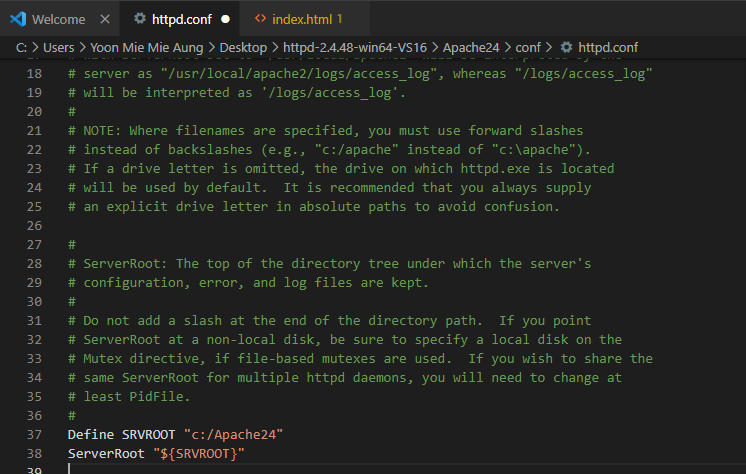 Welcome
httpd.conf
index.html 1
C: > Users > Yoon Mie Mie Aung > Desktop > httpd-2.4.48-win64-VS16 > Apache24 > conf > httpd.conf
18 # server as "/usr/local/apache2/logs/access_log", whereas "/logs/access_log"
19 # will be interpreted as '/logs/access_log'.
20 #
21 # NOTE: Where filenames are specified, you must use forward slashes
22 # instead of backslashes (e.g., "c:/apache" instead of "c:\apache").
23 # If a drive letter is omitted, the drive on which httpd.exe is located
24 # will be used by default.  It is recommended that you always supply
25 # an explicit drive letter in absolute paths to avoid confusion.
26
27 #
28 # ServerRoot: The top of the directory tree under which the server's
29 # configuration, error, and log files are kept.
30 #
31 # Do not add a slash at the end of the directory path.  If you point
32 # ServerRoot at a non-local disk, be sure to specify a local disk on the
33 # Mutex directive, if file-based mutexes are used.  If you wish to share the
34 # same ServerRoot for multiple httpd daemons, you will need to change at
35 # least PidFile.
36 #
37 Define SRVROOT "c:/Apache24"
38 ServerRoot "${SRVROOT}"
39